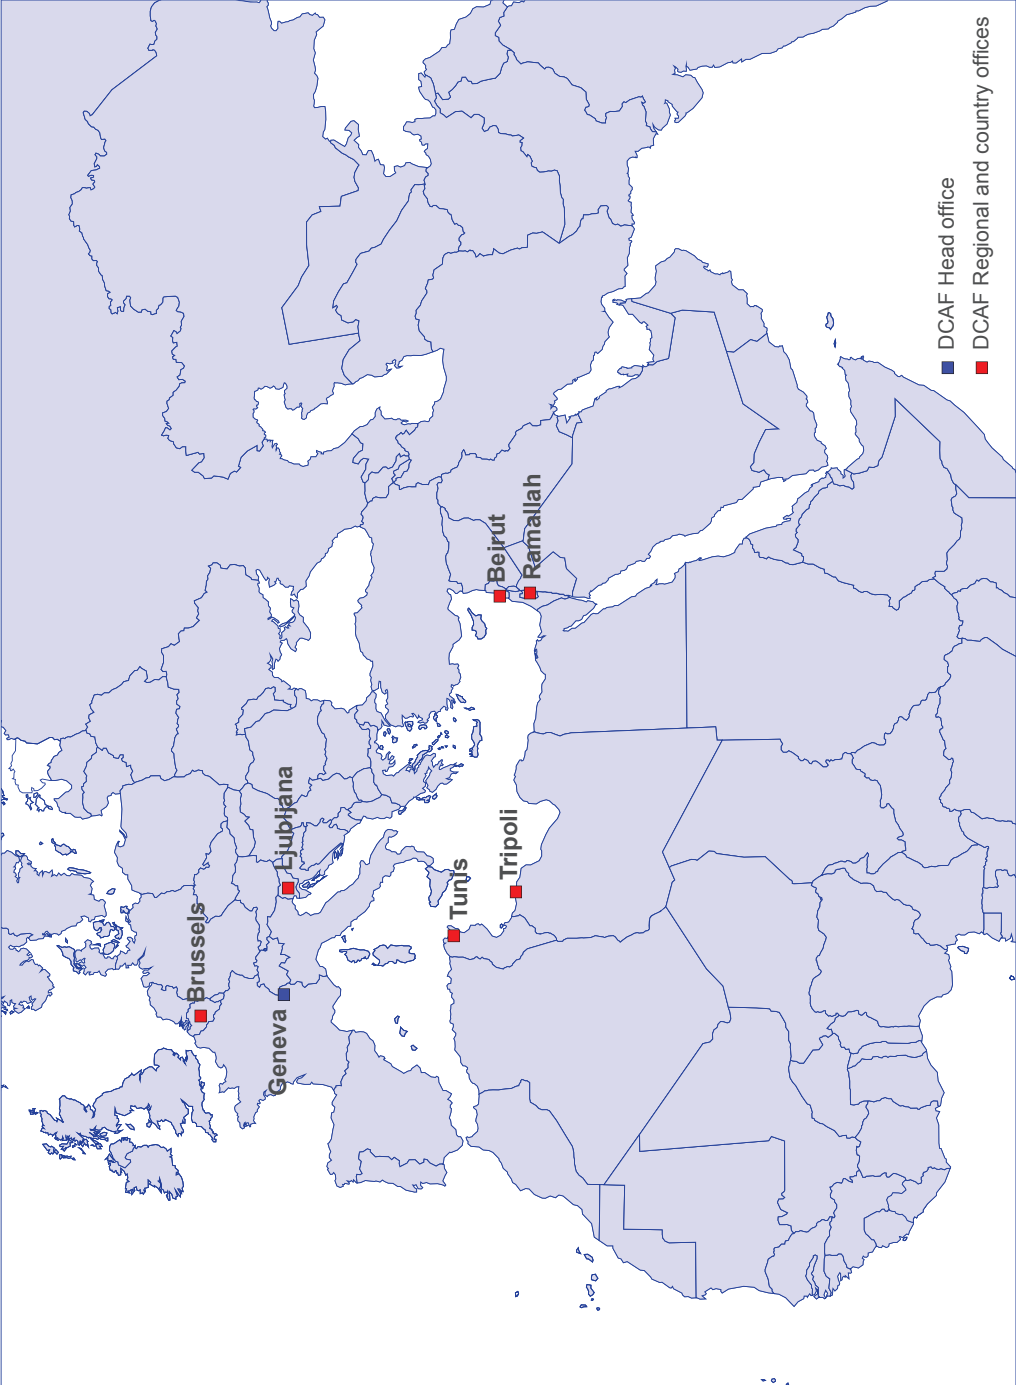 Brussels
Geneva
Ljubljana
Tunis
Tripoli
Beirut
Ramallah
DCAF Head office
DCAF Regional and country offices